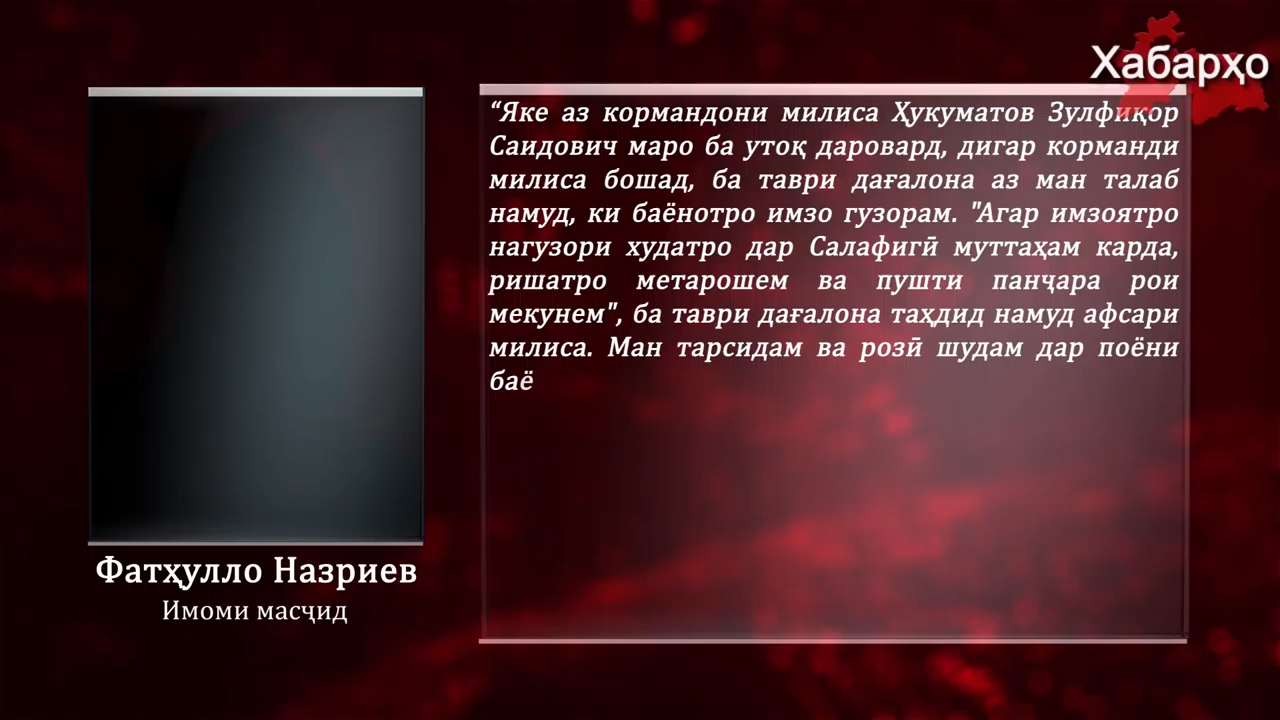 Хабарҳо
“Яке аз кормандони милиса Ҳукуматов Зулфиқор
Саидович маро ба утоқ даровард, дигар корманди
милиса бошад, ба таври дағалона аз ман талаб
намуд, ки баёнотро имзо гузорам. "Агар имзоятро
нагузори худатро дар Салафигӣ муттаҳам карда,
ришатро метарошем ва пушти панҷара рои
мекунем", ба таври дағалона таҳдид намуд афсари
милиса. Ман тарсидам ва розӣ шудам дар поёни
баё
Фатҳулло Назриев
Имоми масҷид